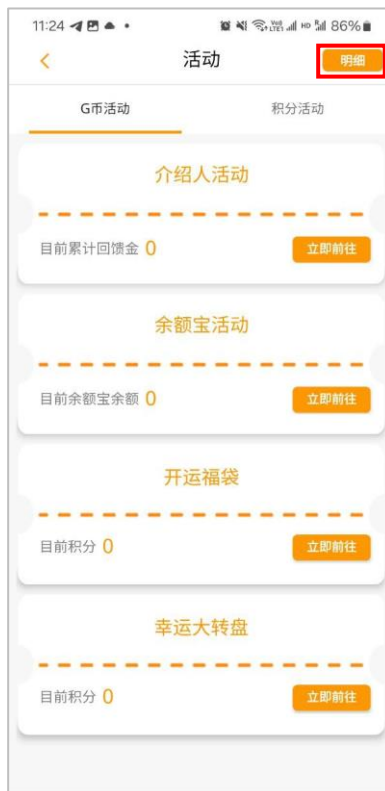 11:24 86%
活动 明细
G币活动 积分活动
介绍人活动
目前累计回馈金 0 立即前往
余额宝活动
目前余额宝余额 0 立即前往
开运福袋
目前积分 0 立即前往
幸运大转盘
目前积分 0 立即前往